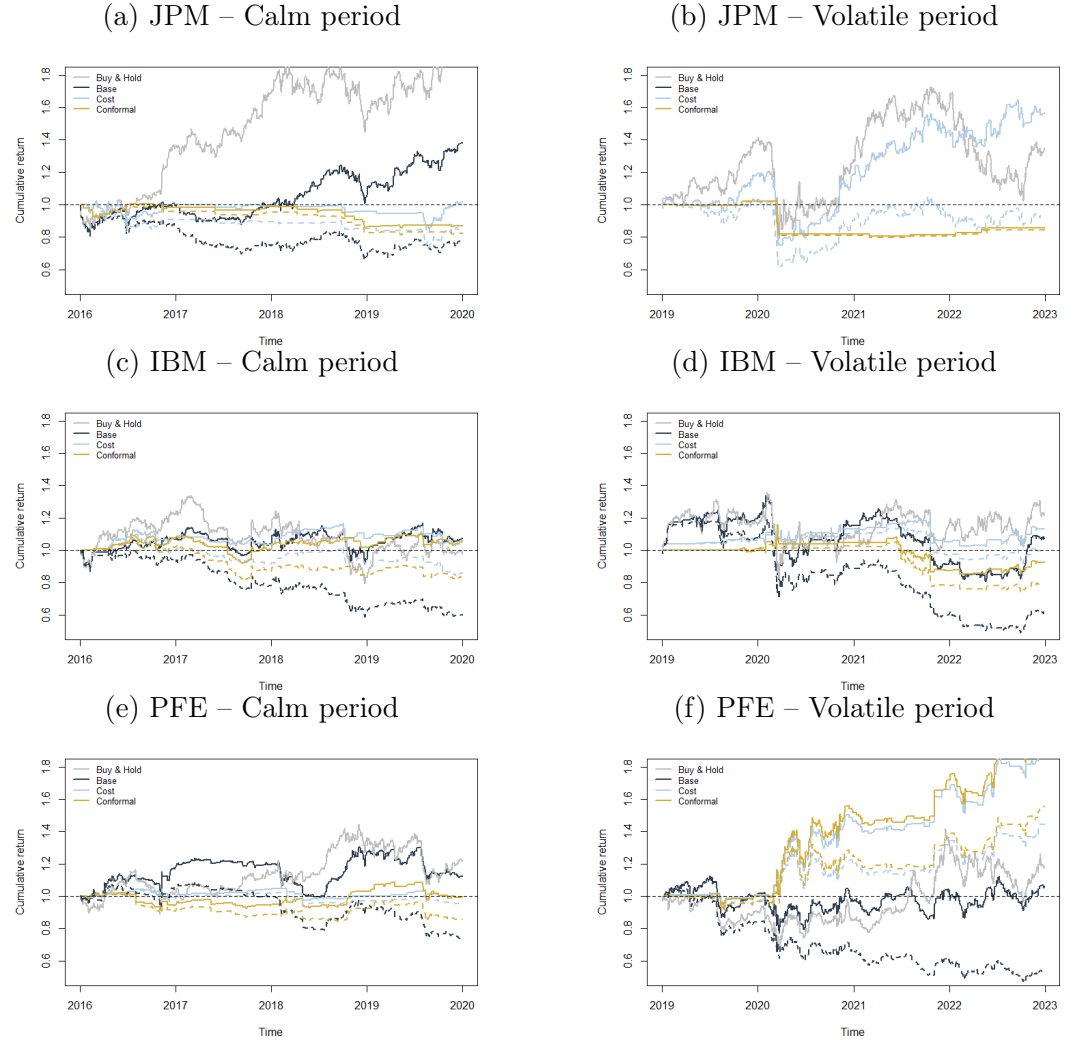 (a) JPM – Calm period
(b) JPM – Volatile period
Cumulative return
0.6 0.8 1.0 1.2 1.4 1.6 1.8
Buy & Hold
Base
Cost
Conformal
2016 2017 2018 2019 2020
Time
Cumulative return
0.6 0.8 1.0 1.2 1.4 1.6 1.8
Buy & Hold
Base
Cost
Conformal
2019 2020 2021 2022 2023
Time
(c) IBM – Calm period
(d) IBM – Volatile period
Cumulative return
0.6 0.8 1.0 1.2 1.4 1.6 1.8
Buy & Hold
Base
Cost
Conformal
2016 2017 2018 2019 2020
Time
Cumulative return
0.6 0.8 1.0 1.2 1.4 1.6 1.8
Buy & Hold
Base
Cost
Conformal
2019 2020 2021 2022 2023
Time
(e) PFE – Calm period
(f) PFE – Volatile period
Cumulative return
0.6 0.8 1.0 1.2 1.4 1.6 1.8
Buy & Hold
Base
Cost
Conformal
2016 2017 2018 2019 2020
Time
Cumulative return
0.6 0.8 1.0 1.2 1.4 1.6 1.8
Buy & Hold
Base
Cost
Conformal
2019 2020 2021 2022 2023
Time